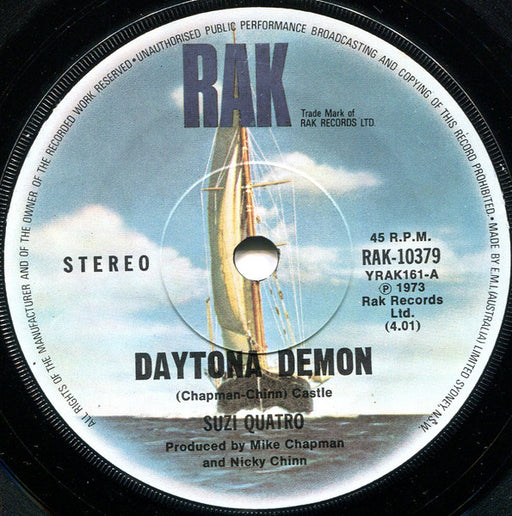 ALL RIGHTS OF THE MANUFACTURER AND OF THE OWNER OF THE RECORDED WORK RESERVED • UNAUTHORISED PUBLIC PERFORMANCE BROADCASTING AND COPYING OF THIS RECORD PROHIBITED • MADE BY E.M.I. (AUSTRALIA) LIMITED SYDNEY, N.S.W.
RAK
Trade Mark of
RAK RECORDS LTD.
STEREO
45 R.P.M.
RAK-10379
YRAK161-A
Ⓟ 1973
Rak Records
Ltd.
(4.01)
DAYTONA DEMON
(Chapman-Chinn) Castle
SUZI QUATRO
Produced by Mike Chapman
and Nicky Chinn